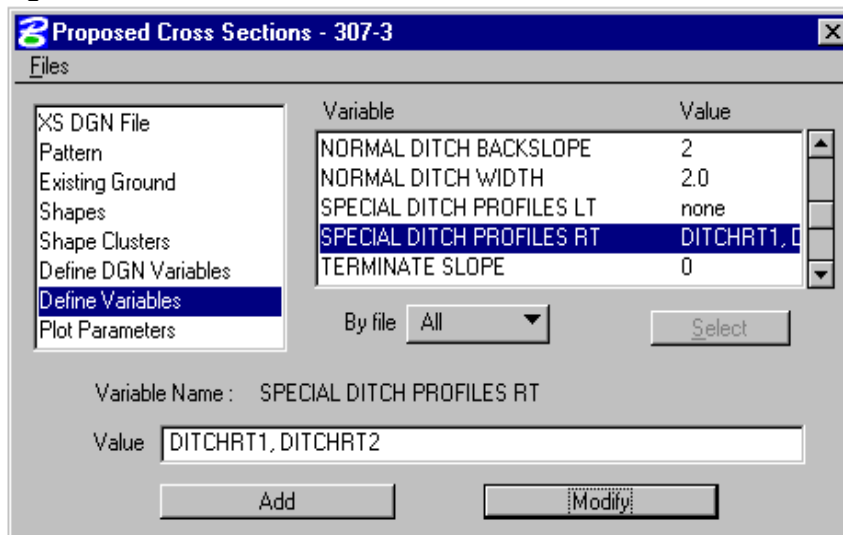 Proposed Cross Sections - 307-3
Files
XS DGN File
Pattern
Existing Ground
Shapes
Shape Clusters
Define DGN Variables
Define Variables
Plot Parameters
Variable Value
NORMAL DITCH BACKSLOPE 2
NORMAL DITCH WIDTH 2.0
SPECIAL DITCH PROFILES LT none
SPECIAL DITCH PROFILES RT DITCHRT1, D
TERMINATE SLOPE 0
By file All Select
Variable Name : SPECIAL DITCH PROFILES RT
Value DITCHRT1, DITCHRT2
Add Modify